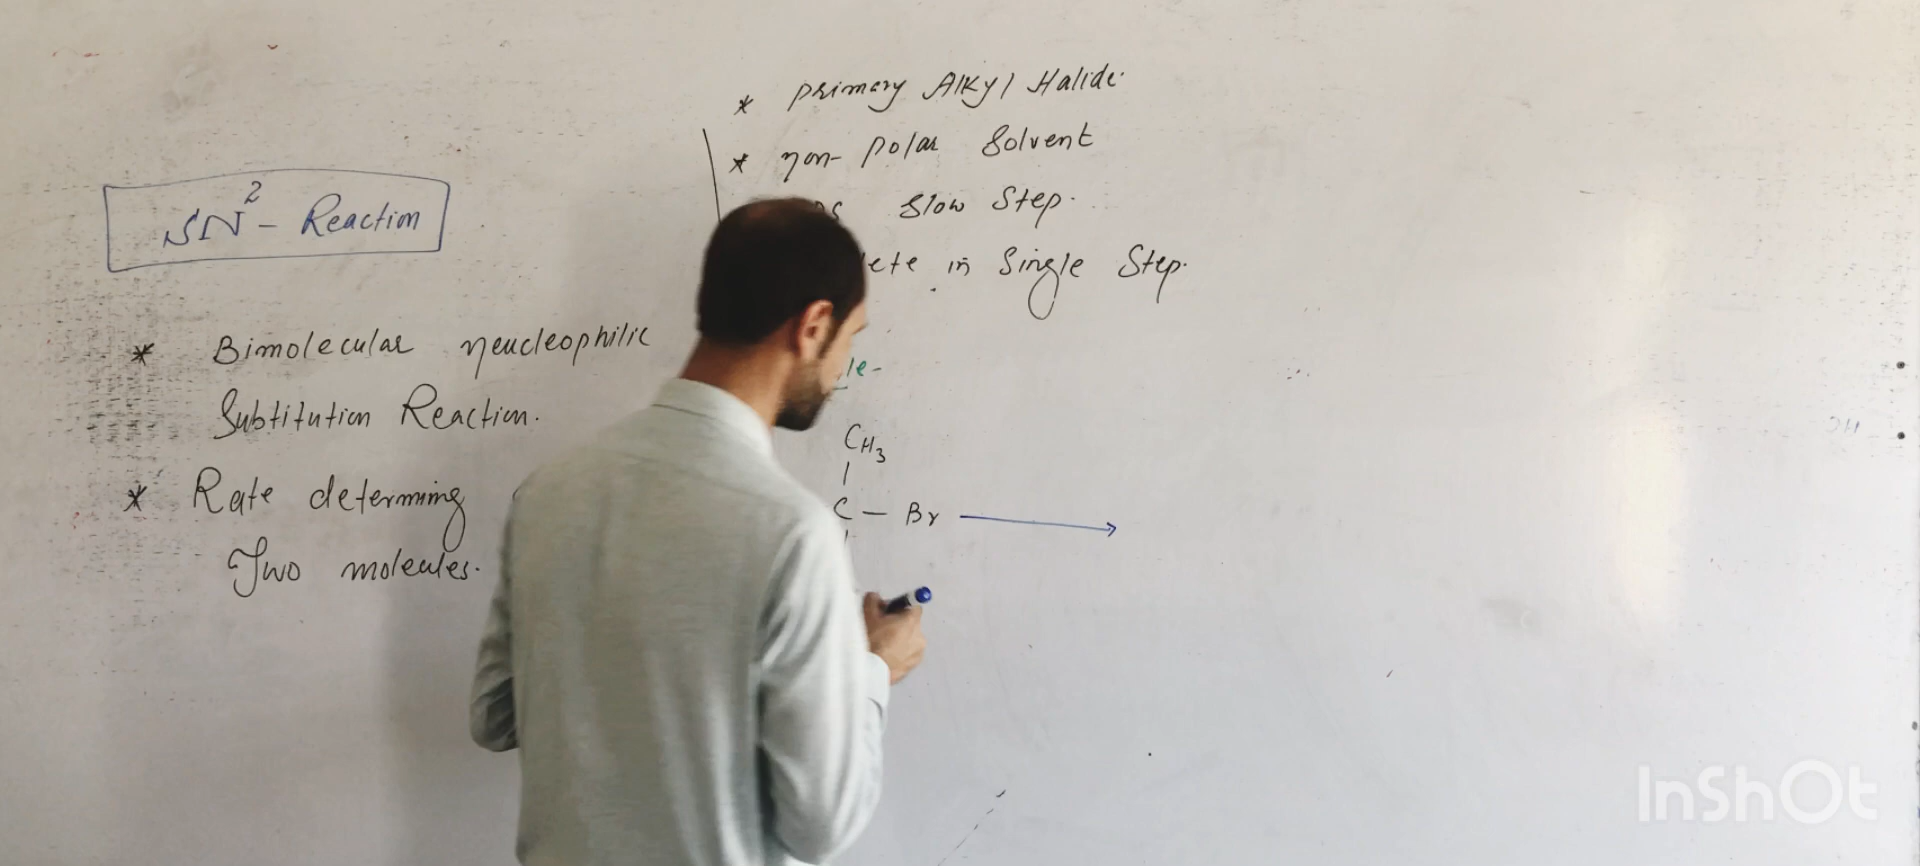 SN² - Reaction
* Bimolecular neucleophilic
Subtitution Reaction.
* Rate determing
Two molecules.
* primary Alkyl Halide.
* non-polar Solvent
slow Step.
in Single Step.
CH3
C - Br
InShOt